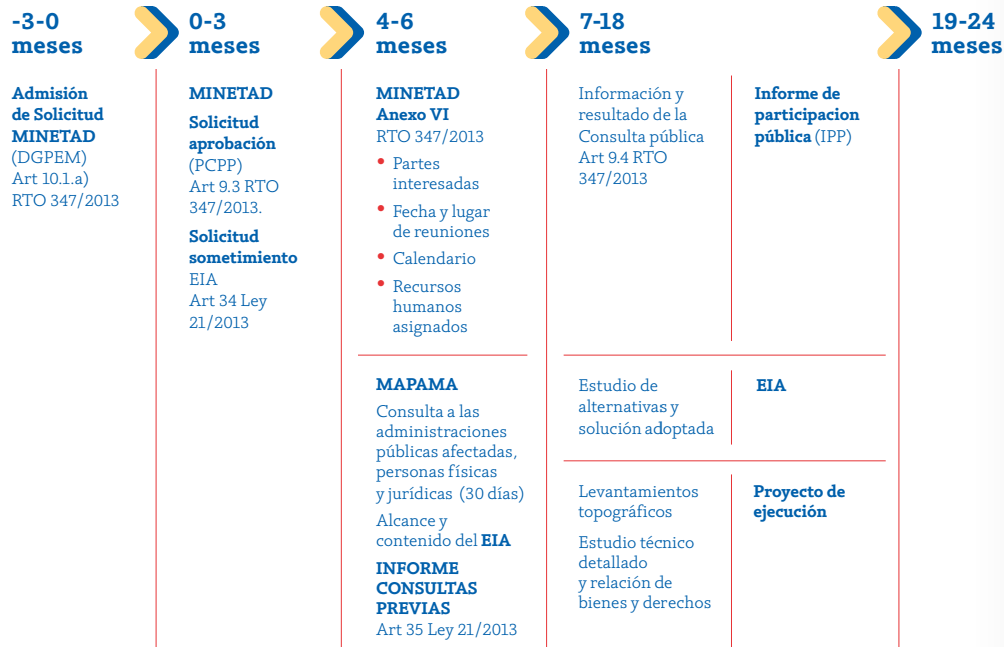 -3-0
meses
0-3
meses
4-6
meses
7-18
meses
19-24
meses
Admisión
de Solicitud
MINETAD
(DGPEM)
Art 10.1.a)
RTO 347/2013
MINETAD
Solicitud
aprobación
(PCPP)
Art 9.3 RTO
347/2013.
Solicitud
sometimiento
EIA
Art 34 Ley
21/2013
MINETAD
Anexo VI
RTO 347/2013
• Partes
interesadas
• Fecha y lugar
de reuniones
• Calendario
• Recursos
humanos
asignados
MAPAMA
Consulta a las
administraciones
públicas afectadas,
personas físicas
y jurídicas (30 días)
Alcance y
contenido del EIA
INFORME
CONSULTAS
PREVIAS
Art 35 Ley 21/2013
Información y
resultado de la
Consulta pública
Art 9.4 RTO
347/2013
Informe de
participacion
pública (IPP)
Estudio de
alternativas y
solución adoptada
EIA
Levantamientos
topográficos
Estudio técnico
detallado
y relación de
bienes y derechos
Proyecto de
ejecución